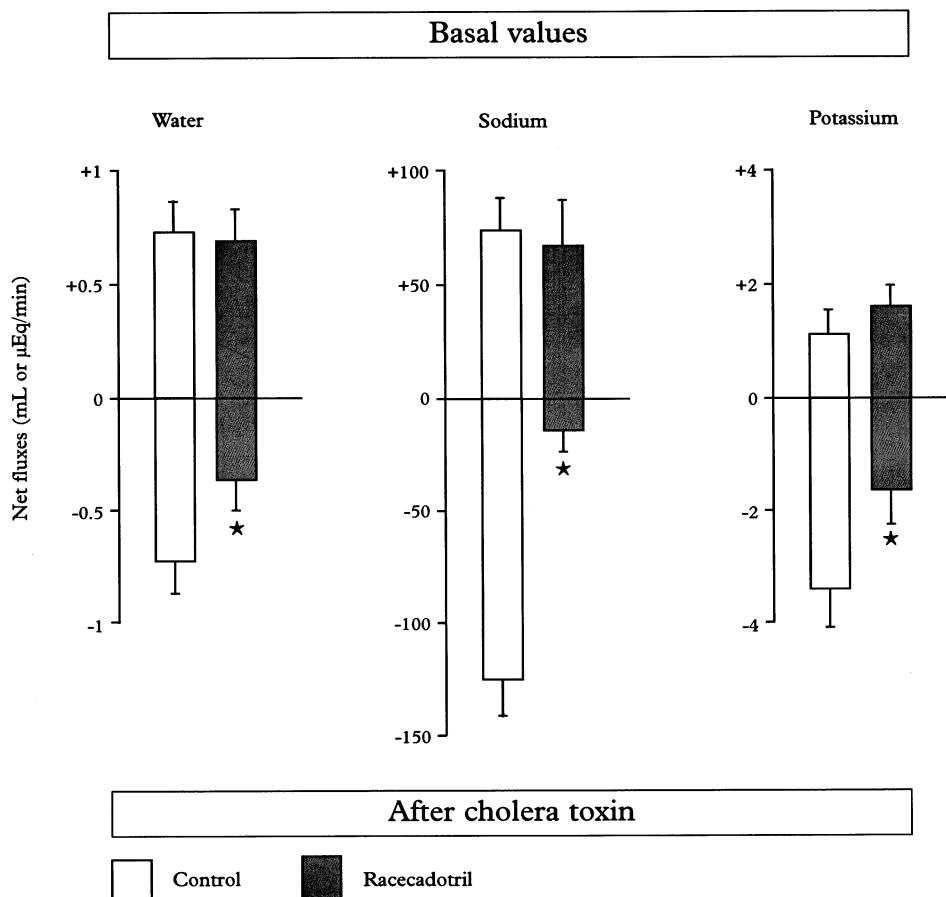 Basal values
Water
Sodium
Potassium
Net fluxes (mL or μEq/min)
+1
+0.5
0
-0.5
-1
+100
+50
0
-50
-100
-150
+4
+2
0
-2
-4
★
★
★
After cholera toxin
Control
Racecadotril